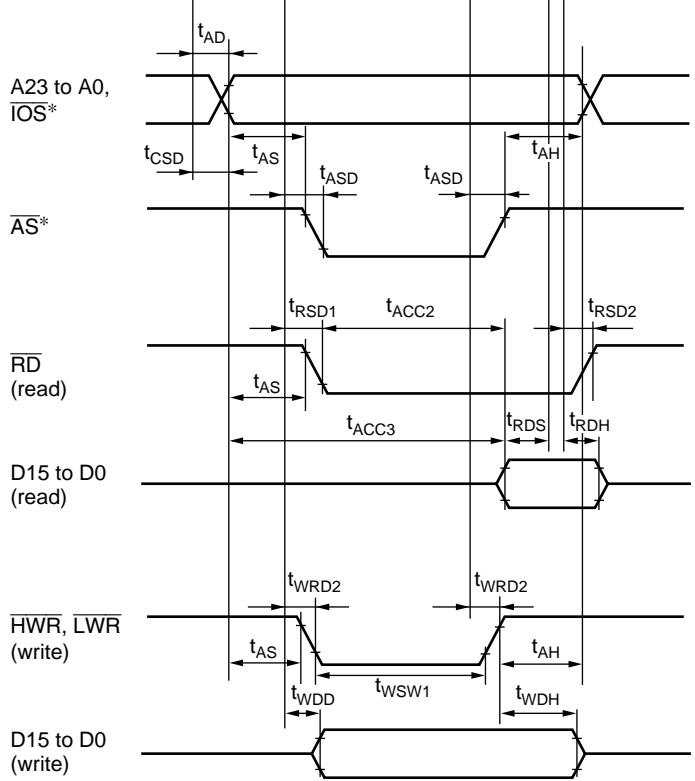 tAD
A23 to A0,
IOS*
tAS
tAH
tCSD
tASD
tASD
AS*
tRSD1
tACC2
tRSD2
RD
(read)
tAS
tACC3
tRDS
tRDH
D15 to D0
(read)
tWRD2
tWRD2
HWR, LWR
(write)
tAS
tAH
tWSW1
tWDD
tWDH
D15 to D0
(write)